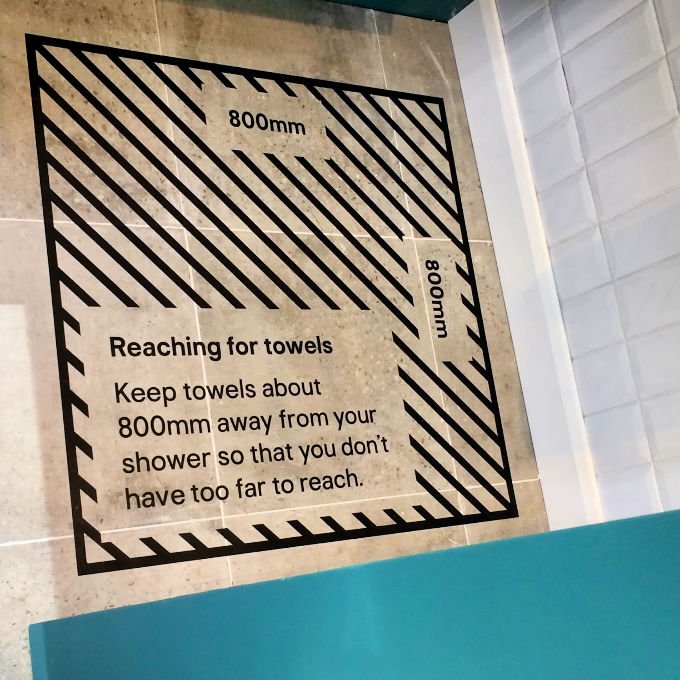 800mm
800mm
Reaching for towels
Keep towels about
800mm away from your
shower so that you don't
have too far to reach.